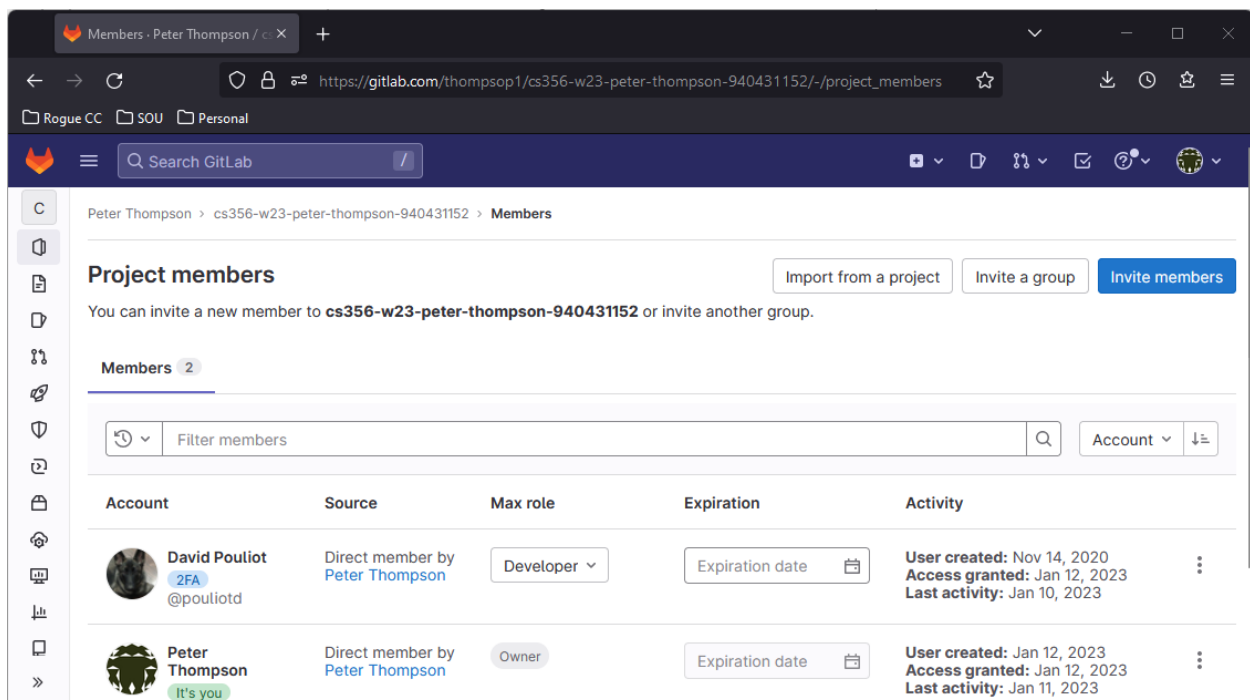 Members · Peter Thompson / cs
https://gitlab.com/thompsop1/cs356-w23-peter-thompson-940431152/-/project_members
Rogue CC SOU Personal
Search GitLab /
C
Peter Thompson > cs356-w23-peter-thompson-940431152 > Members
Project members
Import from a project Invite a group Invite members
You can invite a new member to cs356-w23-peter-thompson-940431152 or invite another group.
Members 2
Filter members Account
Account Source Max role Expiration Activity
David Pouliot Direct member by Developer Expiration date User created: Nov 14, 2020
2FA Peter Thompson Access granted: Jan 12, 2023
@pouliotd Last activity: Jan 10, 2023
Peter Direct member by Owner Expiration date User created: Jan 12, 2023
Thompson Peter Thompson Access granted: Jan 12, 2023
It's you Last activity: Jan 11, 2023